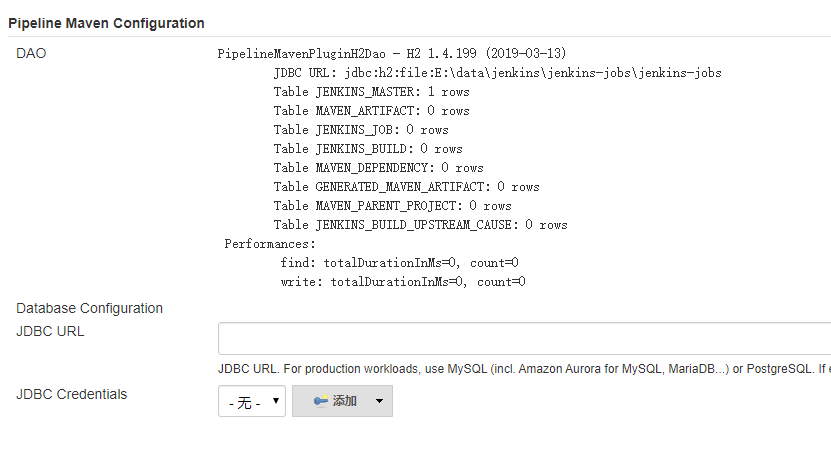 Pipeline Maven Configuration
DAO
PipelineMavenPluginH2Dao - H2 1.4.199 (2019-03-13)
JDBC URL: jdbc:h2:file:E:\data\jenkins\jenkins-jobs\jenkins-jobs
Table JENKINS_MASTER: 1 rows
Table MAVEN_ARTIFACT: 0 rows
Table JENKINS_JOB: 0 rows
Table JENKINS_BUILD: 0 rows
Table MAVEN_DEPENDENCY: 0 rows
Table GENERATED_MAVEN_ARTIFACT: 0 rows
Table MAVEN_PARENT_PROJECT: 0 rows
Table JENKINS_BUILD_UPSTREAM_CAUSE: 0 rows
Performances:
find: totalDurationInMs=0, count=0
write: totalDurationInMs=0, count=0
Database Configuration
JDBC URL
JDBC URL. For production workloads, use MySQL (incl. Amazon Aurora for MySQL, MariaDB...) or PostgreSQL. If
JDBC Credentials
- 无 -
添加